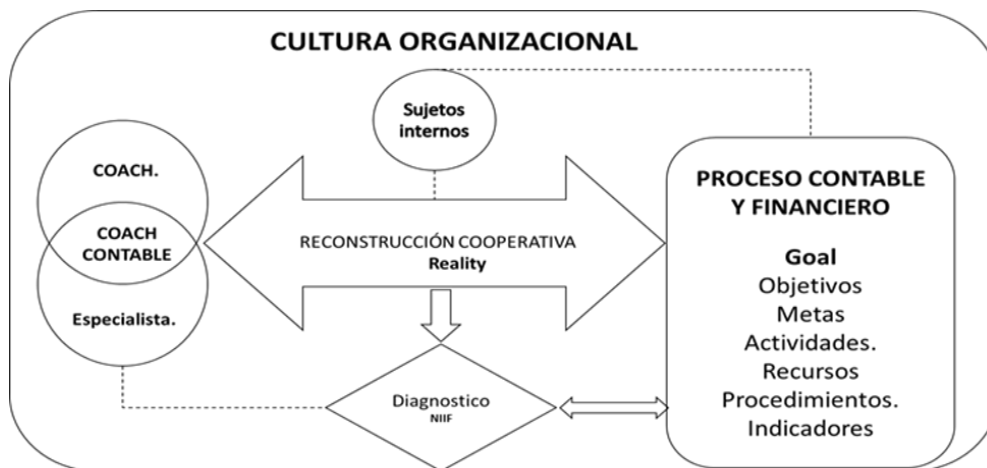 CULTURA ORGANIZACIONAL
Sujetos
internos
COACH.
COACH
CONTABLE
Especialista.
RECONSTRUCCIÓN COOPERATIVA
Reality
Diagnostico
NIIF
PROCESO CONTABLE
Y FINANCIERO
Goal
Objetivos
Metas
Actividades.
Recursos
Procedimientos.
Indicadores